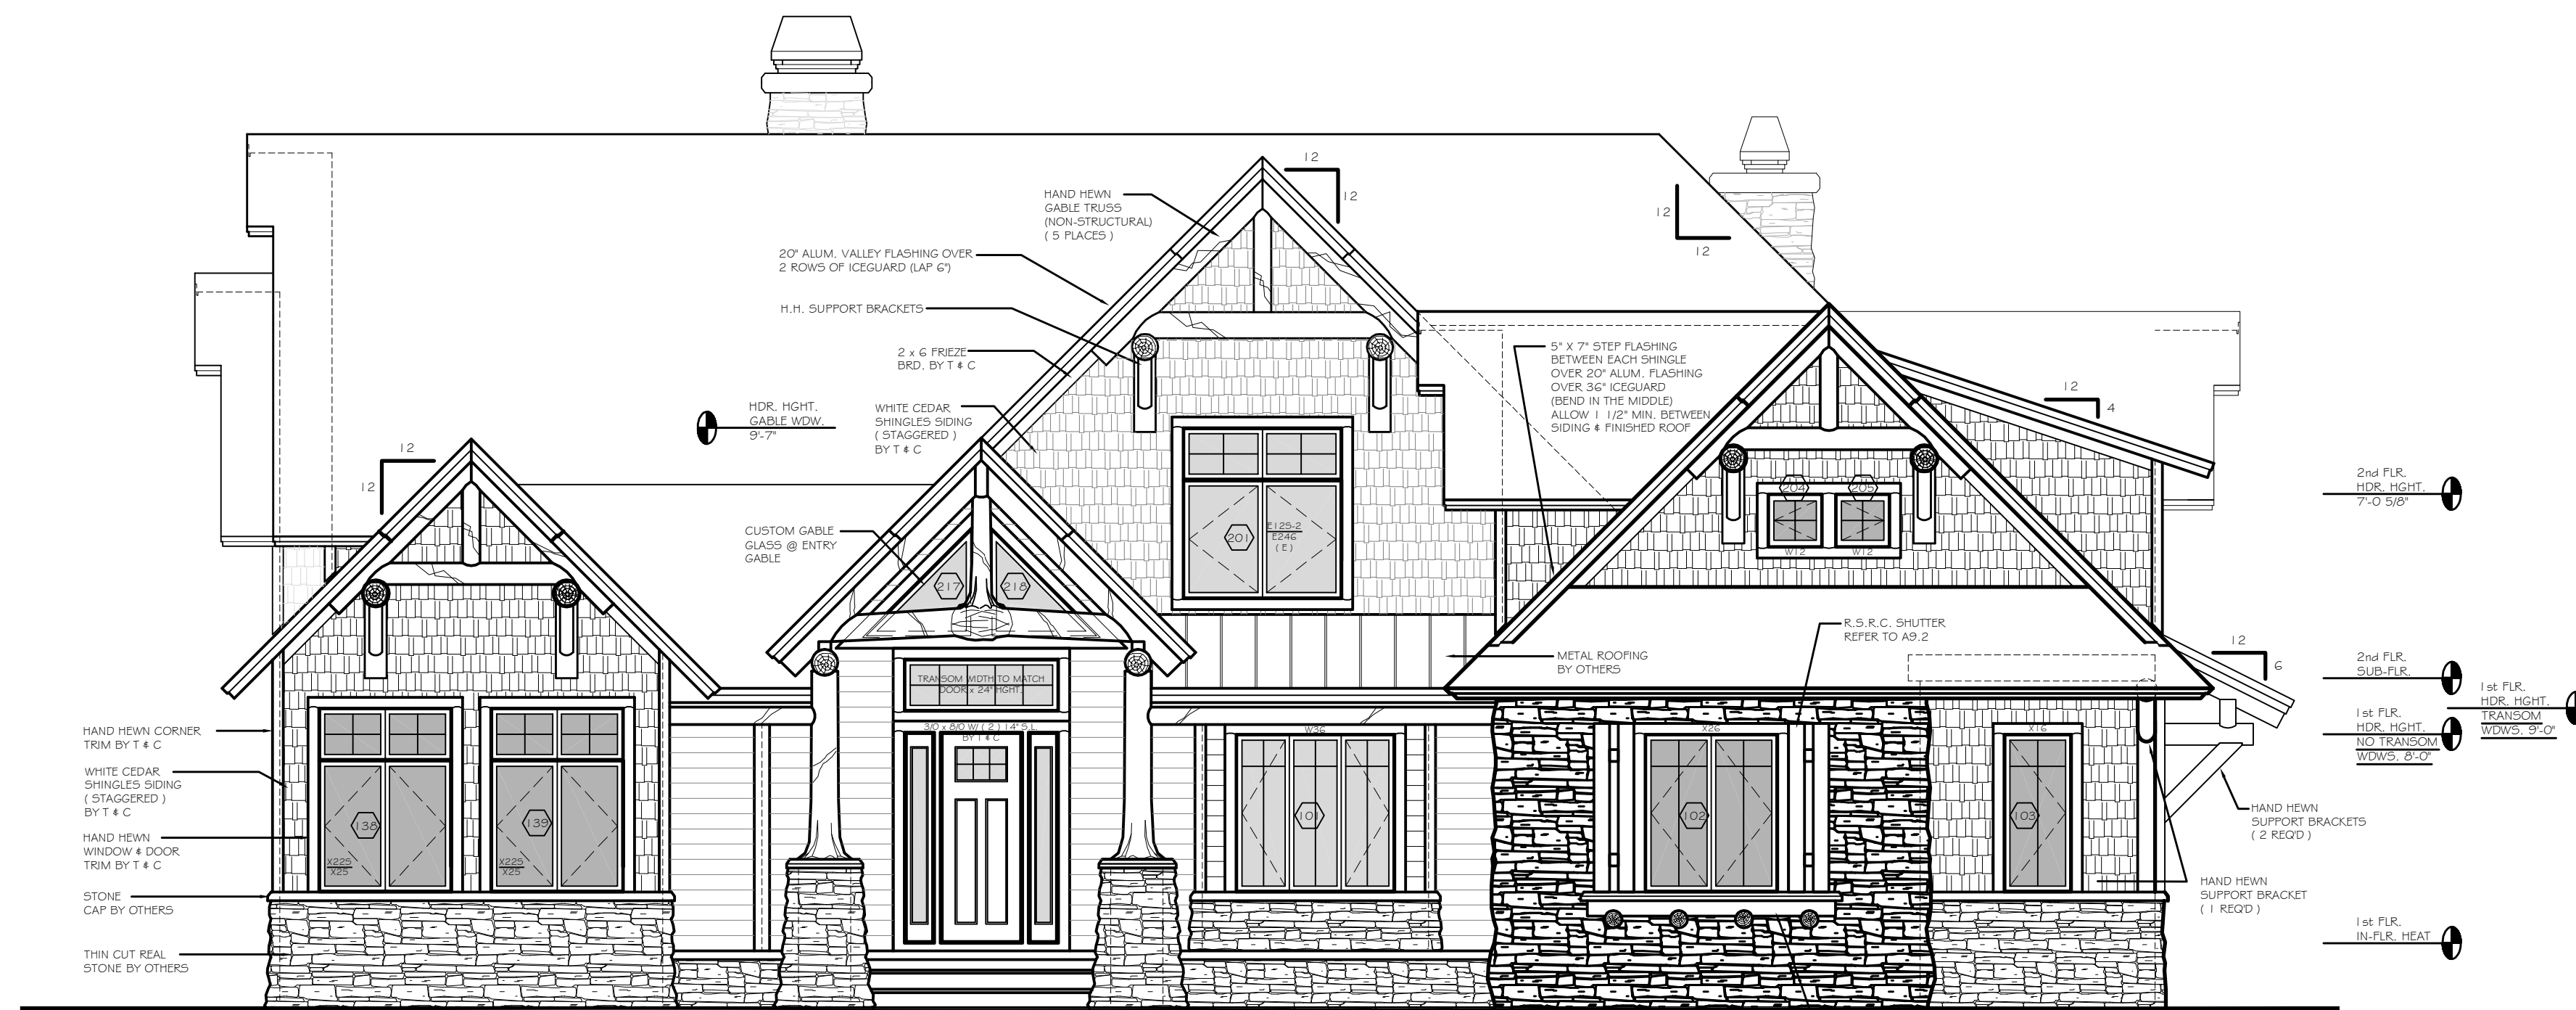 12
12
HAND HEWN
GABLE TRUSS
(NON-STRUCTURAL)
( 5 PLACES )
12
12
20" ALUM. VALLEY FLASHING OVER
2 ROWS OF ICEGUARD (LAP 6")
H.H. SUPPORT BRACKETS
2 x 6 FRIEZE
BRD. BY T & C
5" X 7" STEP FLASHING
BETWEEN EACH SHINGLE
OVER 20" ALUM. FLASHING
OVER 36" ICEGUARD
(BEND IN THE MIDDLE)
ALLOW 1 1/2" MIN. BETWEEN
SIDING & FINISHED ROOF
12
4
HDR. HGHT.
GABLE WDW.
9'-7"
WHITE CEDAR
SHINGLES SIDING
( STAGGERED )
BY T & C
12
12
2nd FLR.
HDR. HGHT.
7'-0 5/8"
204
205
W12
W12
CUSTOM GABLE
GLASS @ ENTRY
GABLE
201
E12S-2
E246
( E )
217
218
R.S.R.C. SHUTTER
REFER TO A9.2
METAL ROOFING
BY OTHERS
12
6
2nd FLR.
SUB-FLR.
TRANSOM WIDTH TO MATCH
DOOR x 24" HGHT.
1st FLR.
HDR. HGHT.
TRANSOM
WDWS. 9'-0"
1st FLR.
HDR. HGHT.
NO TRANSOM
WDWS. 8'-0"
3/0 x 8/0 W/ ( 2 ) 14" S.L.
BY T & C
W36
X26
X16
HAND HEWN CORNER
TRIM BY T & C
WHITE CEDAR
SHINGLES SIDING
( STAGGERED )
BY T & C
HAND HEWN
WINDOW & DOOR
TRIM BY T & C
138
139
X225
X25
X225
X25
101
102
103
HAND HEWN
SUPPORT BRACKETS
( 2 REQ'D )
STONE
CAP BY OTHERS
HAND HEWN
SUPPORT BRACKET
( 1 REQ'D )
THIN CUT REAL
STONE BY OTHERS
1st FLR.
IN-FLR. HEAT